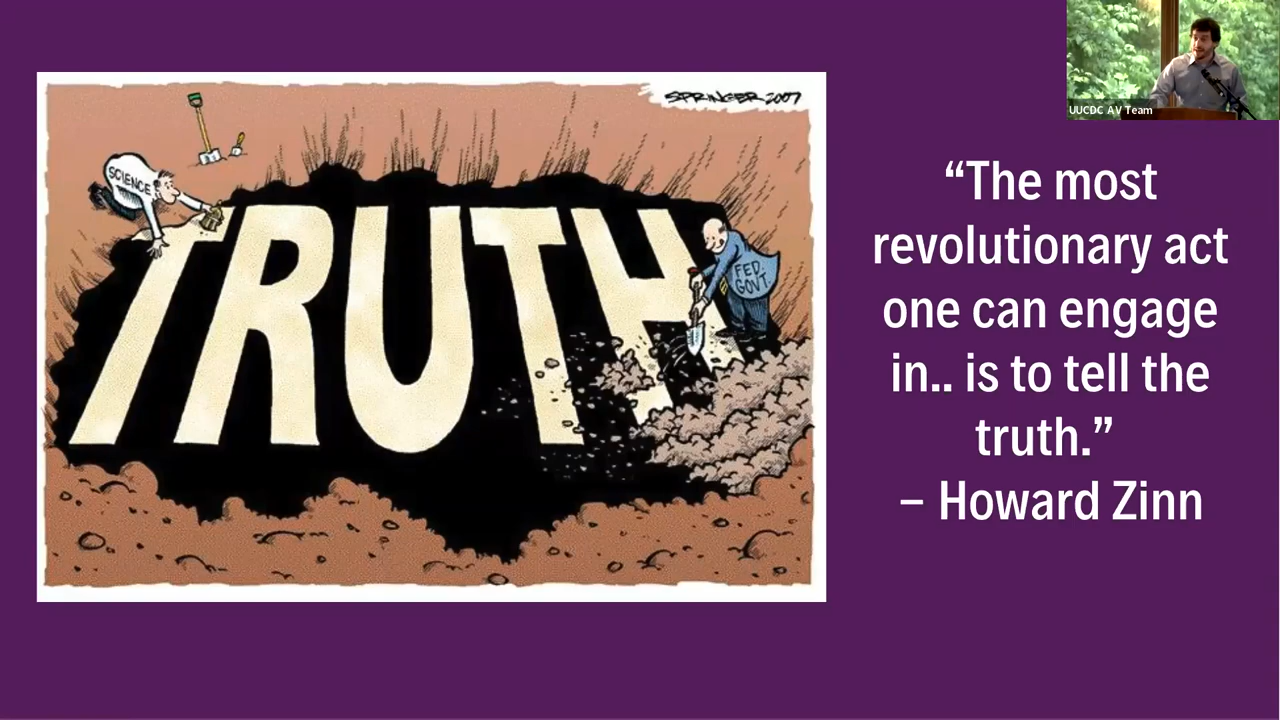 UUCDC AV Team
SPRINGER 2007
SCIENCE
TRUTH
FED.
GOVT.
“The most
revolutionary act
one can engage
in.. is to tell the
truth.”
– Howard Zinn